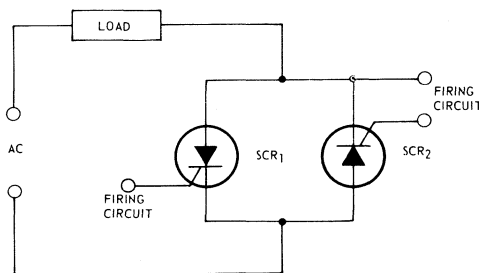 LOAD
FIRING
CIRCUIT
AC
SCR1
SCR2
FIRING
CIRCUIT